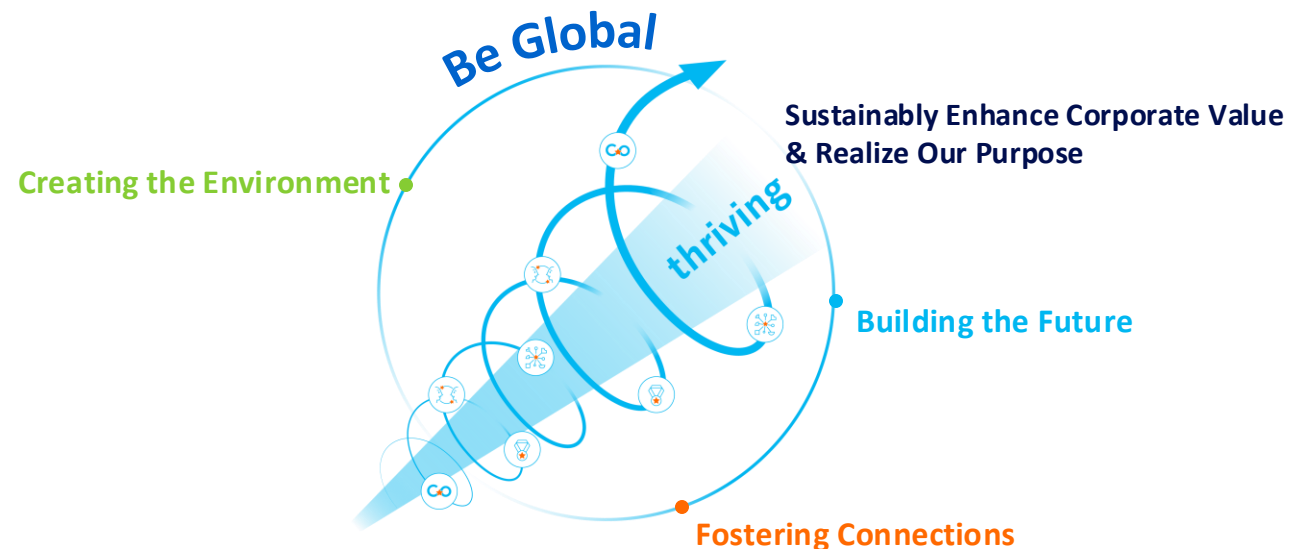 Be Global
Sustainably Enhance Corporate Value
& Realize Our Purpose
Creating the Environment
thriving
Building the Future
Fostering Connections